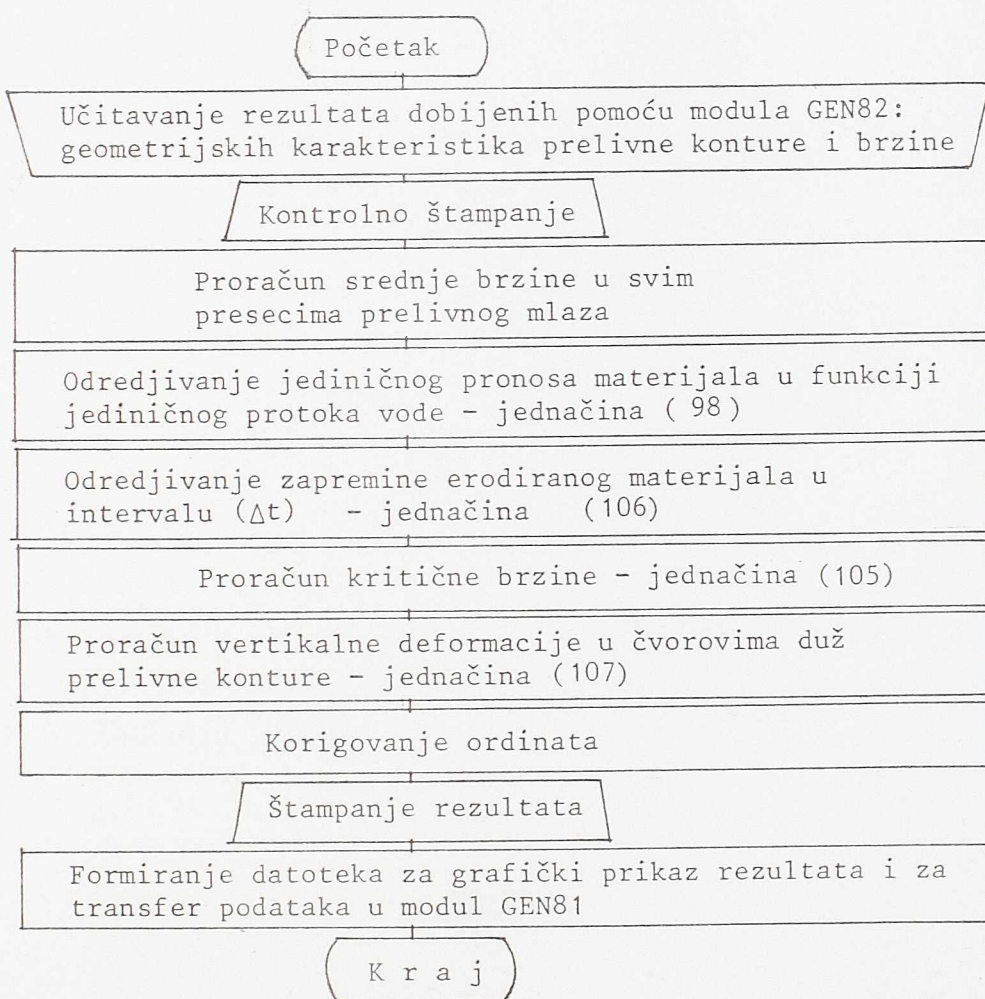 Početak
Učitavanje rezultata dobijenih pomoću modula GEN82:
geometrijskih karakteristika prelivne konture i brzine
Kontrolno štampanje
Proračun srednje brzine u svim
presecima prelivnog mlaza
Odredjivanje jediničnog pronosa materijala u funkciji
jediničnog protoka vode - jednačina ( 98 )
Odredjivanje zapremine erodiranog materijala u
intervalu (Δt) - jednačina (106)
Proračun kritične brzine - jednačina (105)
Proračun vertikalne deformacije u čvorovima duž
prelivne konture - jednačina (107)
Korigovanje ordinata
Štampanje rezultata
Formiranje datoteka za grafički prikaz rezultata i za
transfer podataka u modul GEN81
K r a j